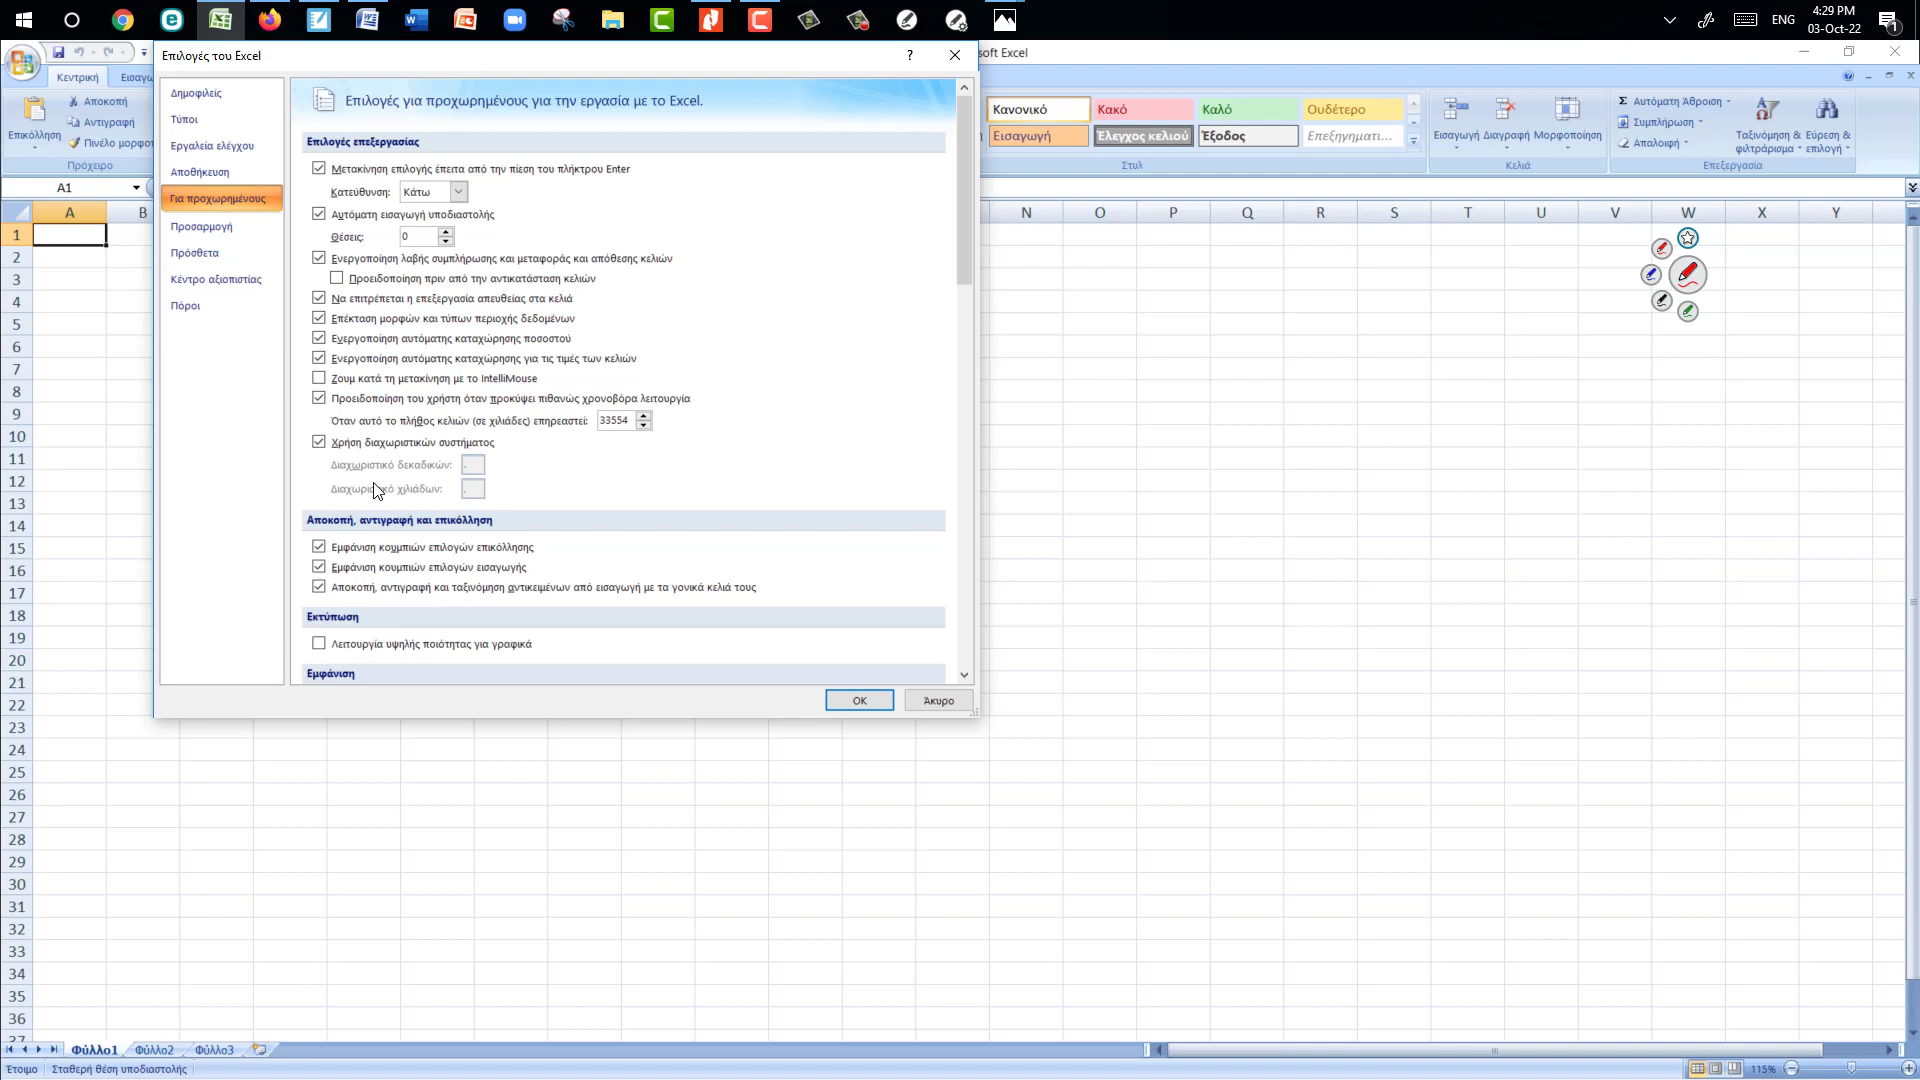 4:29 PM
ENG
03-Oct-22
1
Επιλογές του Excel
?
soft Excel
Κεντρική
Εισαγω
Αποκοπή
Αντιγραφή
Πινέλο μορφοπ
Επικόλληση
Πρόχειρο
Κανονικό
Κακό
Καλό
Ουδέτερο
Εισαγωγή
Έλεγχος κελιού
Έξοδος
Επεξηγηματι...
Στυλ
Εισαγωγή Διαγραφή Μορφοποίηση
Κελιά
Σ Αυτόματη Άθροιση
Συμπλήρωση
Απαλοιφή
Ταξινόμηση & φιλτράρισμα
Εύρεση & επιλογή
Επεξεργασία
A1
A B N O P Q R S T U V W X Y
Δημοφιλείς
Τύποι
Εργαλεία ελέγχου
Αποθήκευση
Για προχωρημένους
Προσαρμογή
Πρόσθετα
Κέντρο αξιοπιστίας
Πόροι
Επιλογές για προχωρημένους για την εργασία με το Excel.
Επιλογές επεξεργασίας
Μετακίνηση επιλογής έπειτα από την πίεση του πλήκτρου Enter
Κατεύθυνση: Κάτω
Αυτόματη εισαγωγή υποδιαστολής
Θέσεις: 0
Ενεργοποίηση λαβής συμπλήρωσης και μεταφοράς και απόθεσης κελιών
Προειδοποίηση πριν από την αντικατάσταση κελιών
Να επιτρέπεται η επεξεργασία απευθείας στα κελιά
Επέκταση μορφών και τύπων περιοχής δεδομένων
Ενεργοποίηση αυτόματης καταχώρησης ποσοστού
Ενεργοποίηση αυτόματης καταχώρησης για τις τιμές των κελιών
Ζουμ κατά τη μετακίνηση με το IntelliMouse
Προειδοποίηση του χρήστη όταν προκύψει πιθανώς χρονοβόρα λειτουργία
Όταν αυτό το πλήθος κελιών (σε χιλιάδες) επηρεαστεί: 33554
Χρήση διαχωριστικών συστήματος
Διαχωριστικό δεκαδικών: .
Διαχωριστικό χιλιάδων: .
Αποκοπή, αντιγραφή και επικόλληση
Εμφάνιση κουμπιών επιλογών επικόλλησης
Εμφάνιση κουμπιών επιλογών εισαγωγής
Αποκοπή, αντιγραφή και ταξινόμηση αντικειμένων από εισαγωγή με τα γονικά κελιά τους
Εκτύπωση
Λειτουργία υψηλής ποιότητας για γραφικά
Εμφάνιση
OK
Άκυρο
1
2
3
4
5
6
7
8
9
10
11
12
13
14
15
16
17
18
19
20
21
22
23
24
25
26
27
28
29
30
31
32
33
34
35
36
37
Φύλλο1 Φύλλο2 Φύλλο3
Έτοιμο Σταθερή θέση υποδιαστολής
115%